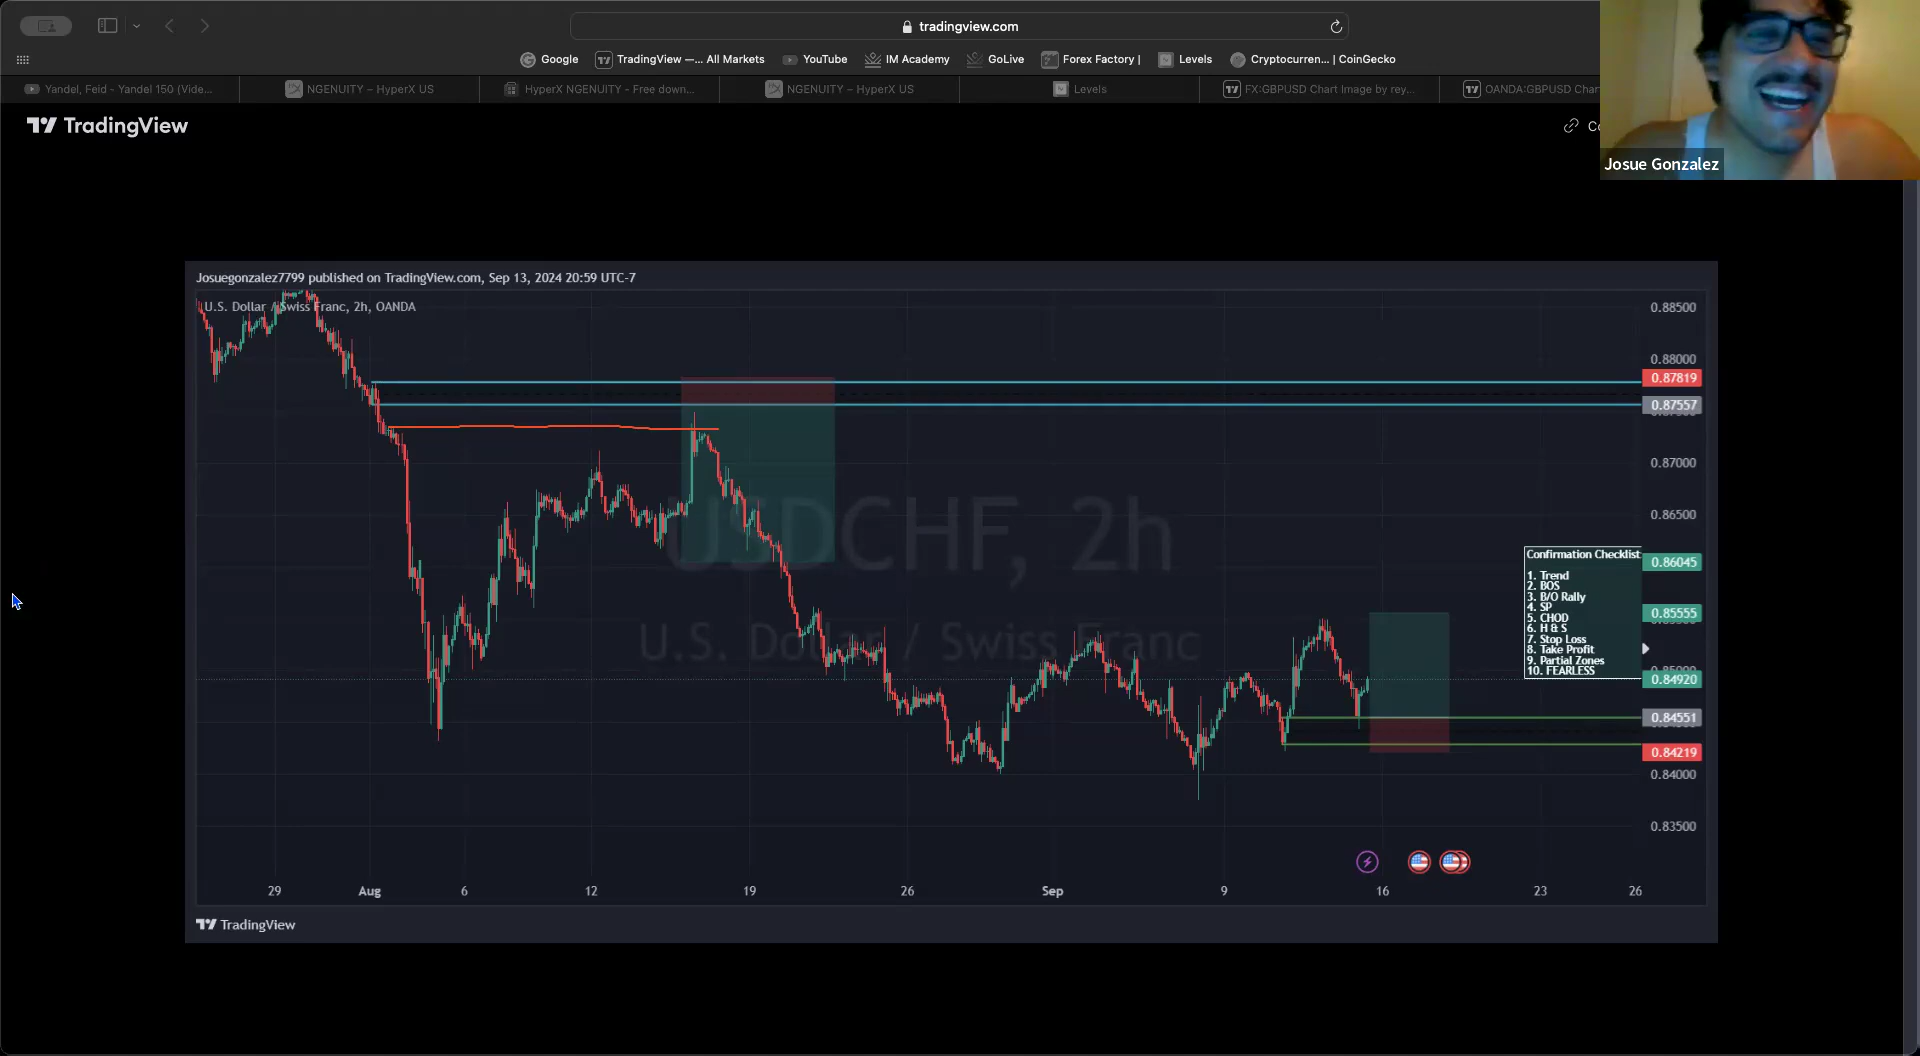 tradingview.com
Google
TradingView —... All Markets
YouTube
IM Academy
GoLive
Forex Factory |
Levels
Cryptocurren... | CoinGecko
Yandel, Feid - Yandel 150 (Vide...
NGENUITY – HyperX US
HyperX NGENUITY - Free down...
NGENUITY – HyperX US
Levels
FX:GBPUSD Chart Image by rey...
OANDA:GBPUSD Char
TradingView
Co
Josue Gonzalez
Josuegonzalez7799 published on TradingView.com, Sep 13, 2024 20:59 UTC-7
U.S. Dollar / Swiss Franc, 2h, OANDA
0.88500
0.88000
0.87819
0.87557
0.87000
0.86500
USDCHF, 2h
U.S. Dollar / Swiss Franc
Confirmation Checklist
1. Trend
2. BOS
3. B/O Rally
4. SP
5. CHOD
6. H & S
7. Stop Loss
8. Take Profit
9. Partial Zones
10. FEARLESS
0.86045
0.85555
0.85000
0.84920
0.84551
0.84219
0.84000
0.83500
29
Aug
6
12
19
26
Sep
9
16
23
26
TradingView